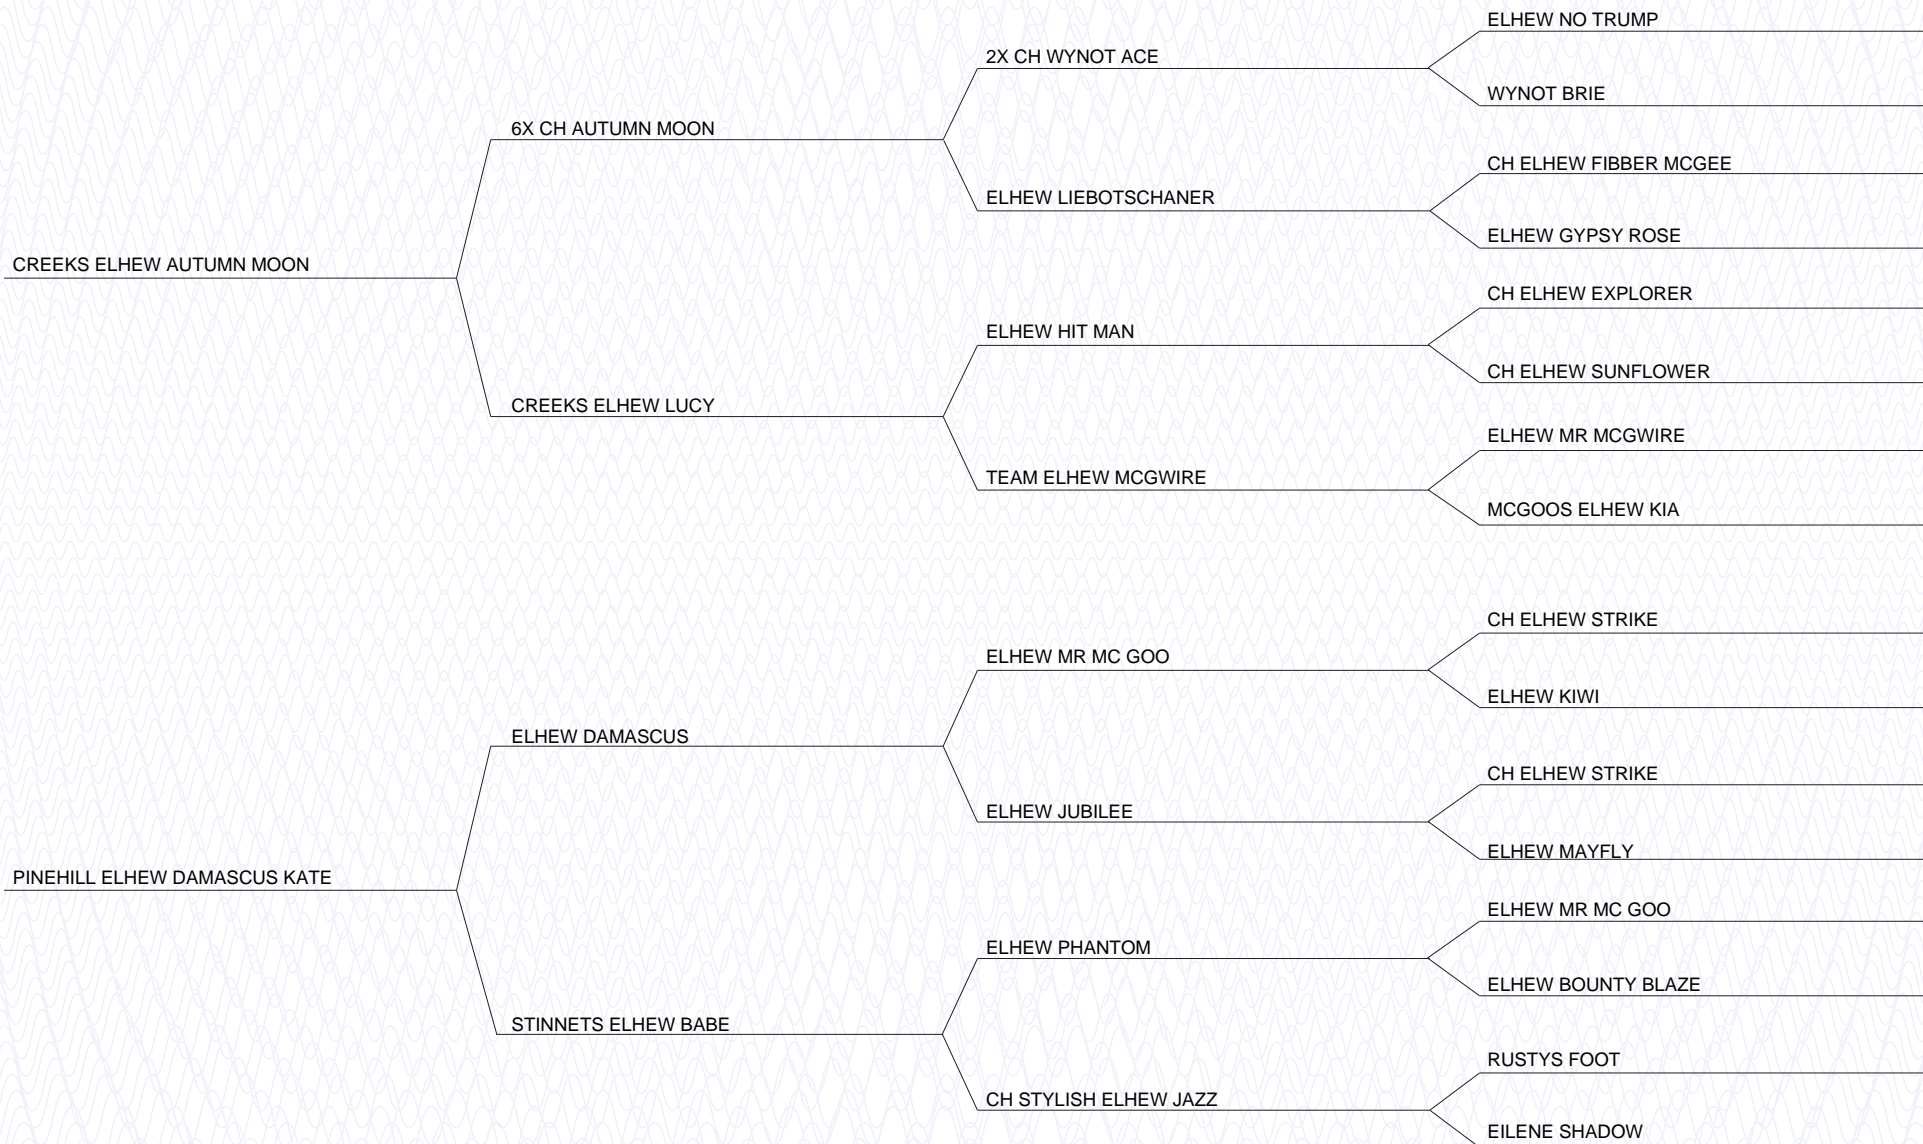 ELHEW NO TRUMP
2X CH WYNOT ACE
WYNOT BRIE
6X CH AUTUMN MOON
CH ELHEW FIBBER MCGEE
ELHEW LIEBOTSCHANER
ELHEW GYPSY ROSE
CREEKS ELHEW AUTUMN MOON
CH ELHEW EXPLORER
ELHEW HIT MAN
CH ELHEW SUNFLOWER
CREEKS ELHEW LUCY
ELHEW MR MCGWIRE
TEAM ELHEW MCGWIRE
MCGOOS ELHEW KIA
CH ELHEW STRIKE
ELHEW MR MC GOO
ELHEW KIWI
ELHEW DAMASCUS
CH ELHEW STRIKE
ELHEW JUBILEE
ELHEW MAYFLY
PINEHILL ELHEW DAMASCUS KATE
ELHEW MR MC GOO
ELHEW PHANTOM
ELHEW BOUNTY BLAZE
STINNETS ELHEW BABE
RUSTYS FOOT
CH STYLISH ELHEW JAZZ
EILENE SHADOW